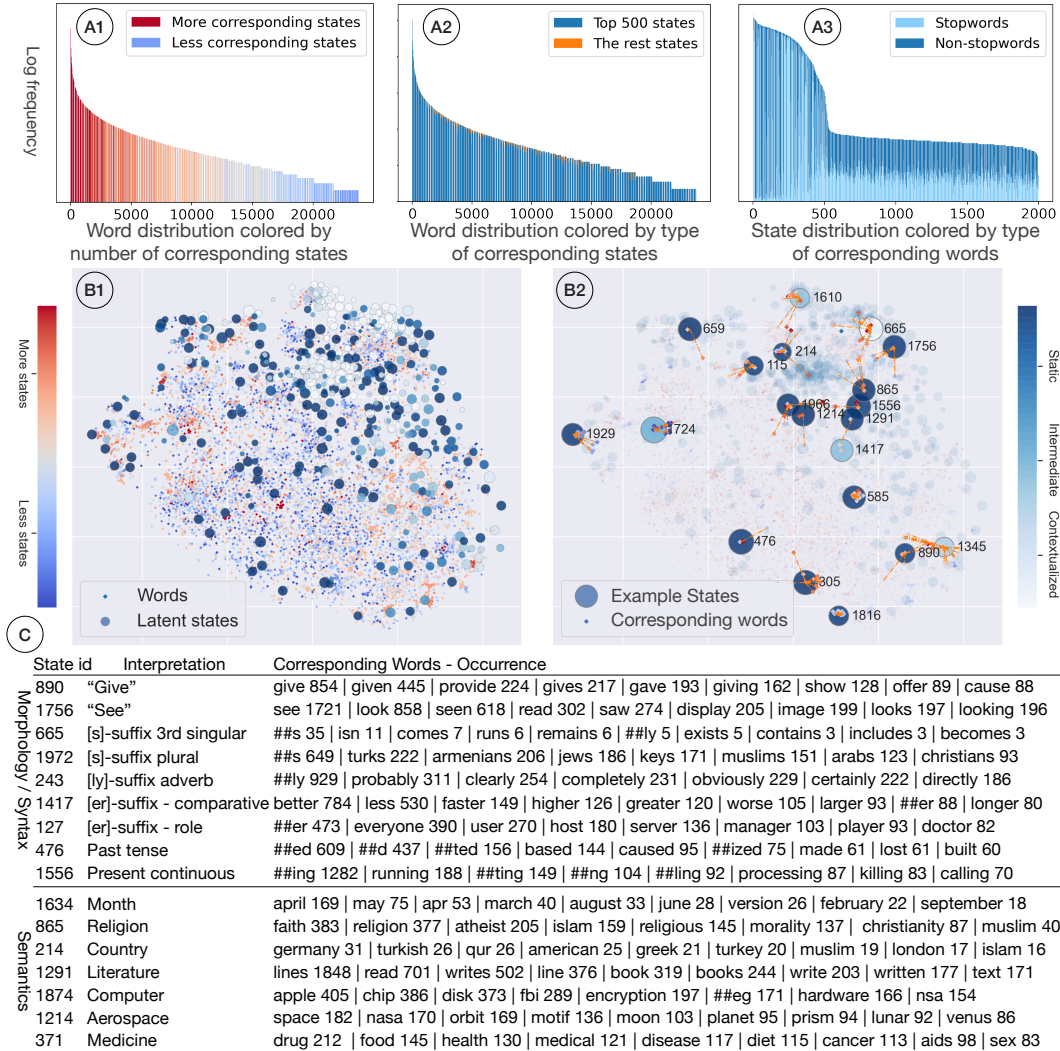 A1
More corresponding states
Less corresponding states
A2
Top 500 states
The rest states
A3
Stopwords
Non-stopwords
Log frequency
0 5000 10000 15000 20000
0 5000 10000 15000 20000
0 500 1000 1500 2000
Word distribution colored by
number of corresponding states
Word distribution colored by type
of corresponding states
State distribution colored by type
of corresponding words
B1
More states
Less states
Words
Latent states
B2
1610
659
665
1756
214
115
865
1966
1556
1214
1291
1929
1724
1417
585
476
1345
890
305
1816
Example States
Corresponding words
Static
Intermediate
Contextualized
C
State id Interpretation Corresponding Words - Occurrence
Morphology / Syntax
890 “Give” give 854 | given 445 | provide 224 | gives 217 | gave 193 | giving 162 | show 128 | offer 89 | cause 88
1756 “See” see 1721 | look 858 | seen 618 | read 302 | saw 274 | display 205 | image 199 | looks 197 | looking 196
665 [s]-suffix 3rd singular ##s 35 | isn 11 | comes 7 | runs 6 | remains 6 | ##ly 5 | exists 5 | contains 3 | includes 3 | becomes 3
1972 [s]-suffix plural ##s 649 | turks 222 | armenians 206 | jews 186 | keys 171 | muslims 151 | arabs 123 | christians 93
243 [ly]-suffix adverb ##ly 929 | probably 311 | clearly 254 | completely 231 | obviously 229 | certainly 222 | directly 186
1417 [er]-suffix - comparative better 784 | less 530 | faster 149 | higher 126 | greater 120 | worse 105 | larger 93 | ##er 88 | longer 80
127 [er]-suffix - role ##er 473 | everyone 390 | user 270 | host 180 | server 136 | manager 103 | player 93 | doctor 82
476 Past tense ##ed 609 | ##d 437 | ##ted 156 | based 144 | caused 95 | ##ized 75 | made 61 | lost 61 | built 60
1556 Present continuous ##ing 1282 | running 188 | ##ting 149 | ##ng 104 | ##ling 92 | processing 87 | killing 83 | calling 70
Semantics
1634 Month april 169 | may 75 | apr 53 | march 40 | august 33 | june 28 | version 26 | february 22 | september 18
865 Religion faith 383 | religion 377 | atheist 205 | islam 159 | religious 145 | morality 137 | christianity 87 | muslim 40
214 Country germany 31 | turkish 26 | qur 26 | american 25 | greek 21 | turkey 20 | muslim 19 | london 17 | islam 16
1291 Literature lines 1848 | read 701 | writes 502 | line 376 | book 319 | books 244 | write 203 | written 177 | text 171
1874 Computer apple 405 | chip 386 | disk 373 | fbi 289 | encryption 197 | ##eg 171 | hardware 166 | nsa 154
1214 Aerospace space 182 | nasa 170 | orbit 169 | motif 136 | moon 103 | planet 95 | prism 94 | lunar 92 | venus 86
371 Medicine drug 212 | food 145 | health 130 | medical 121 | disease 117 | diet 115 | cancer 113 | aids 98 | sex 83